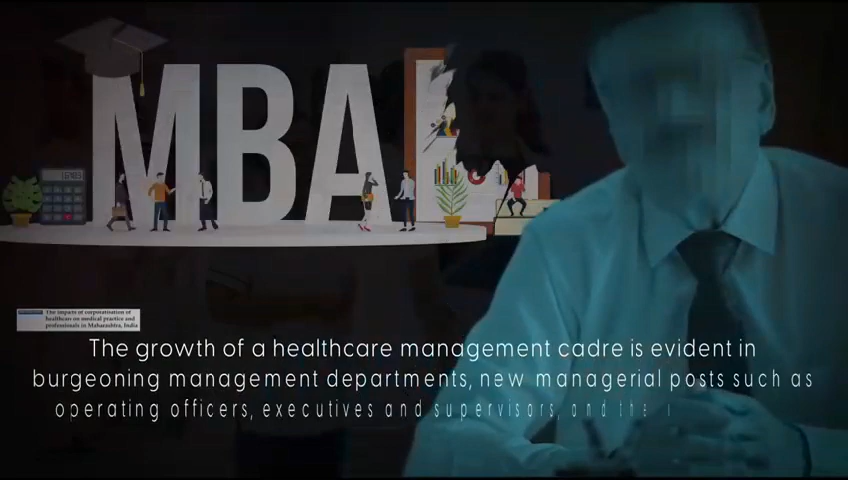 MBA
The impacts of corporatisation of
healthcare on medical practice and
professionals in Maharashtra, India
The growth of a healthcare management cadre is evident in
burgeoning management departments, new managerial posts such as
operating officers, executives and supervisors, and the